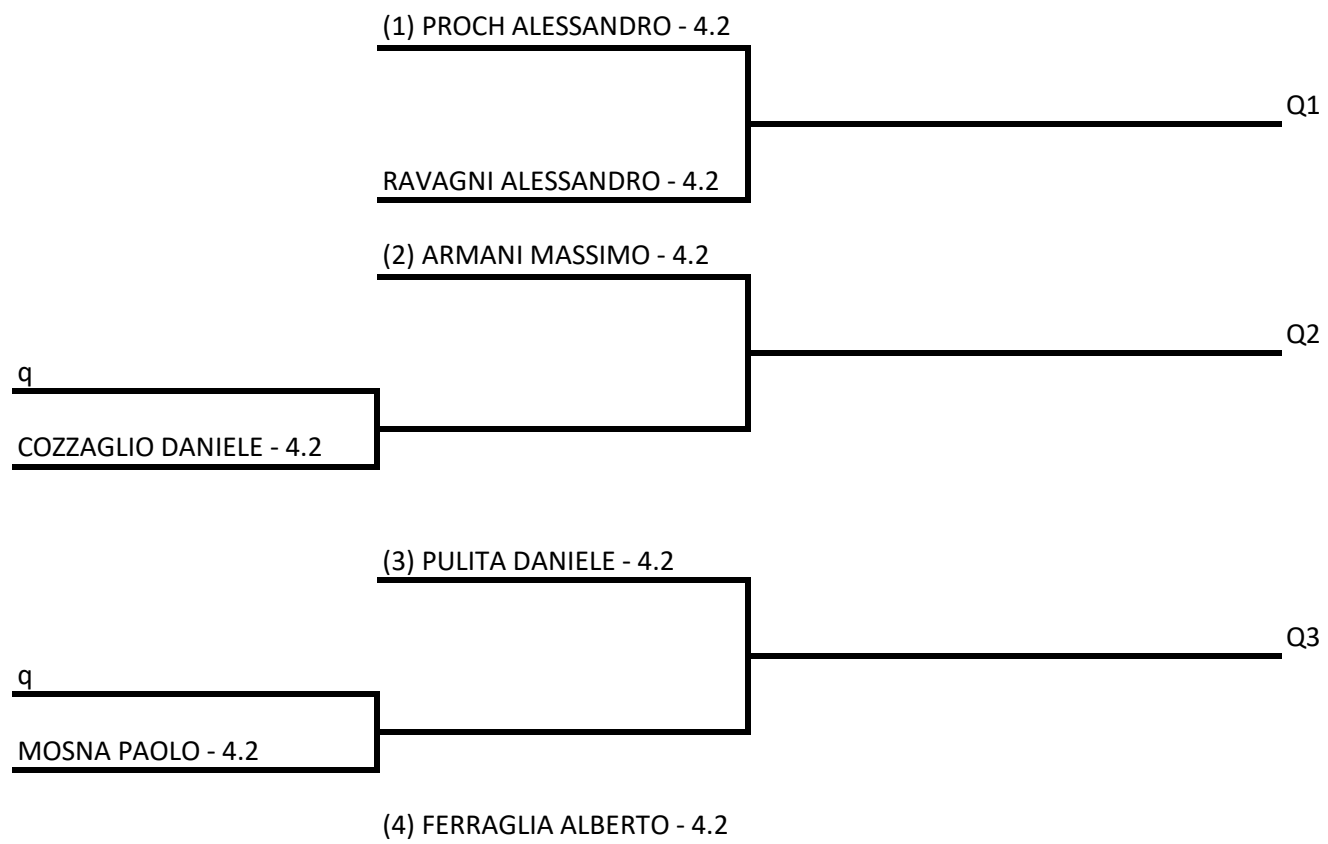 (1) PROCH ALESSANDRO - 4.2
Q1
RAVAGNI ALESSANDRO - 4.2
(2) ARMANI MASSIMO - 4.2
Q2
q
COZZAGLIO DANIELE - 4.2
(3) PULITA DANIELE - 4.2
Q3
q
MOSNA PAOLO - 4.2
(4) FERRAGLIA ALBERTO - 4.2